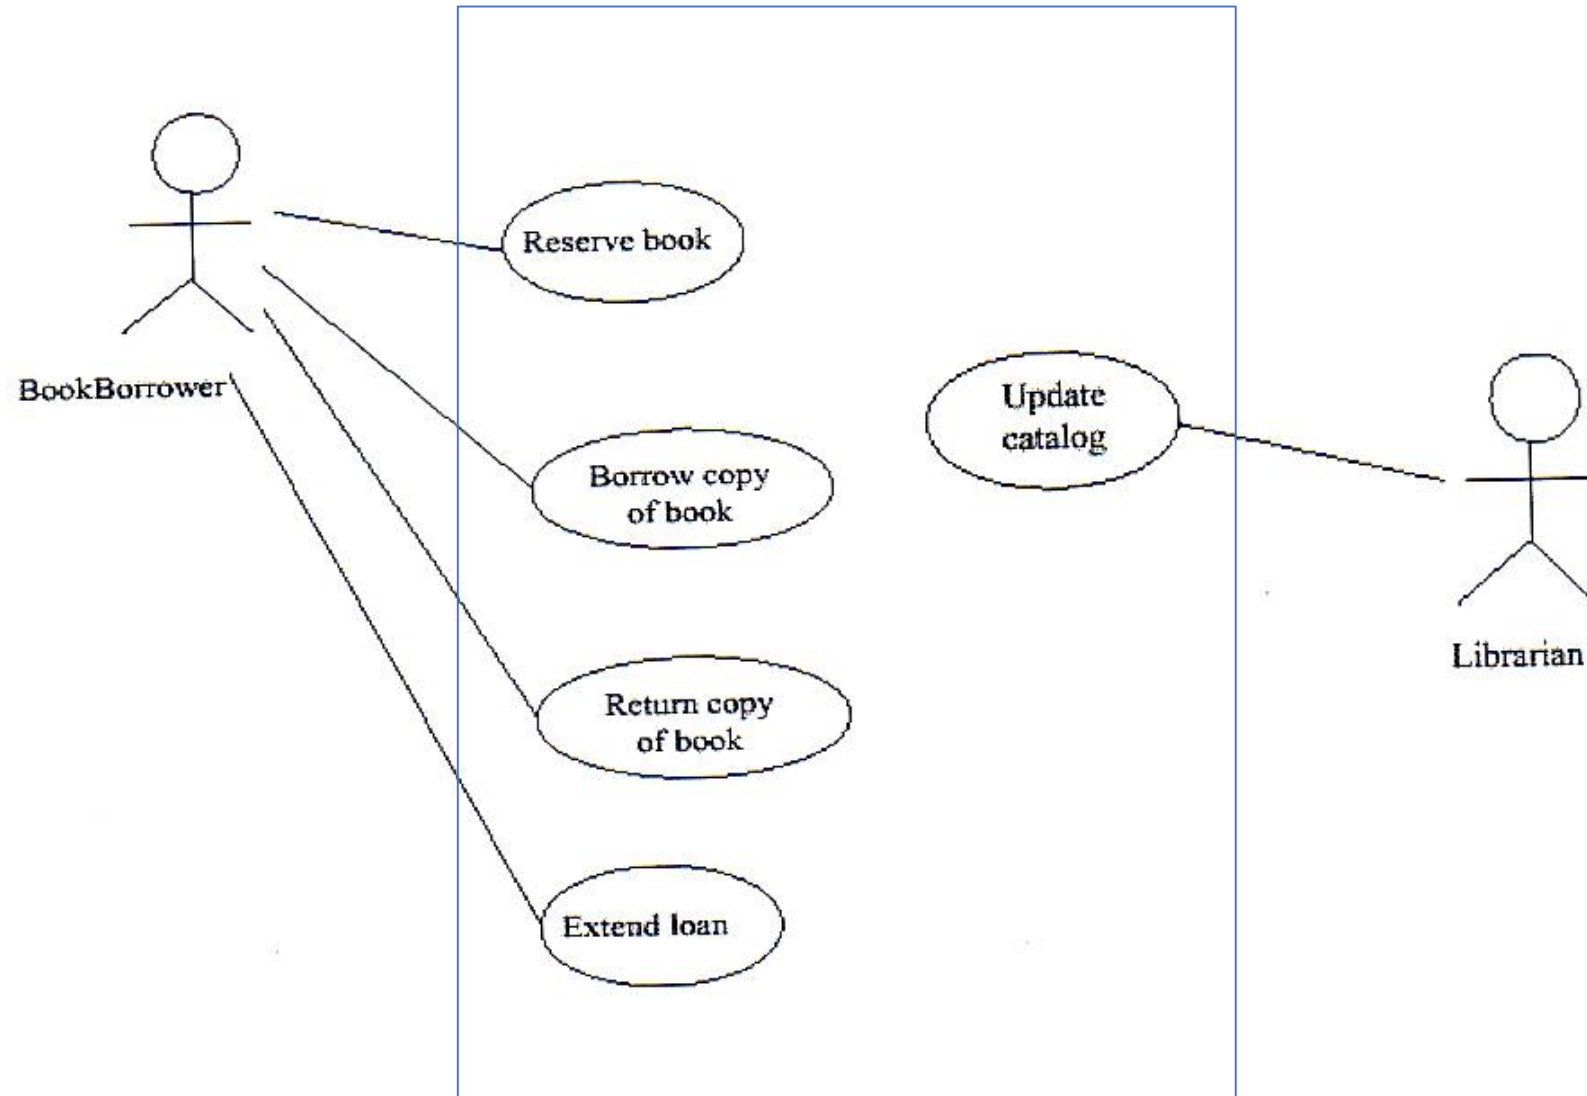 Reserve book
BookBorrower
Update
catalog
Borrow copy
of book
Librarian
Return copy
of book
Extend loan